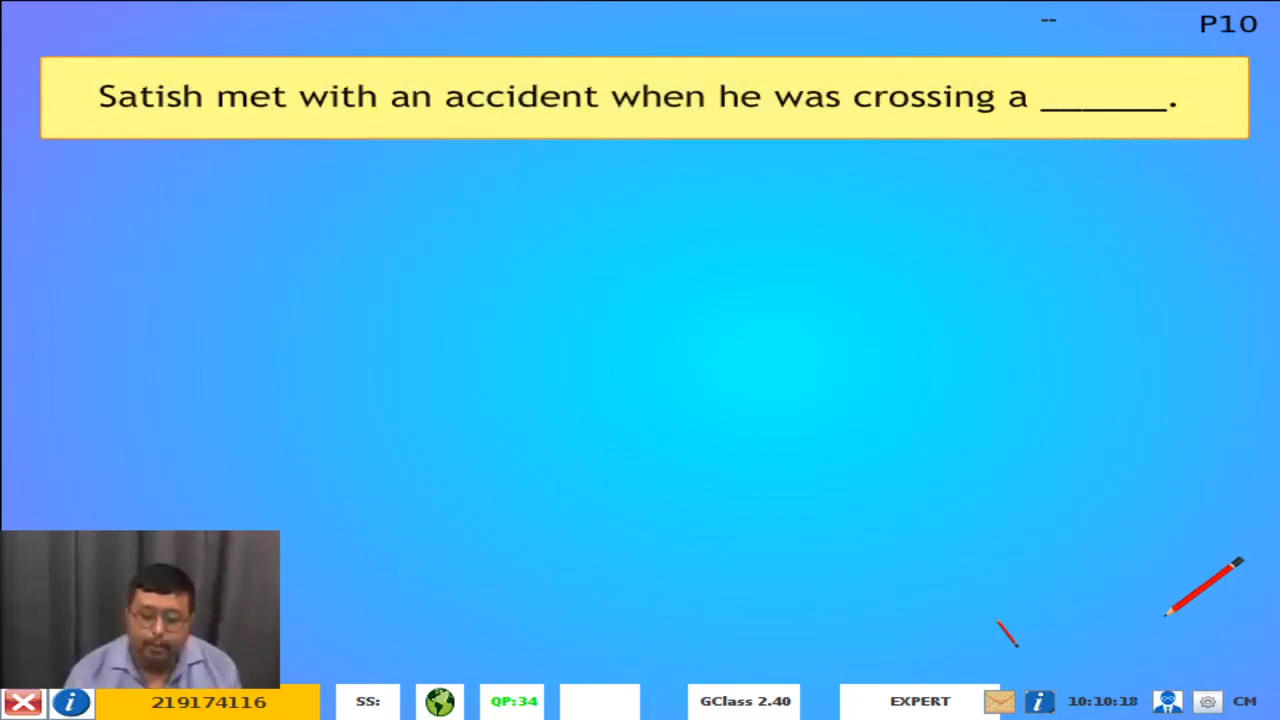 --
P10
Satish met with an accident when he was crossing a ______.
219174116
SS:
QP:34
GClass 2.40
EXPERT
10:10:18
CM